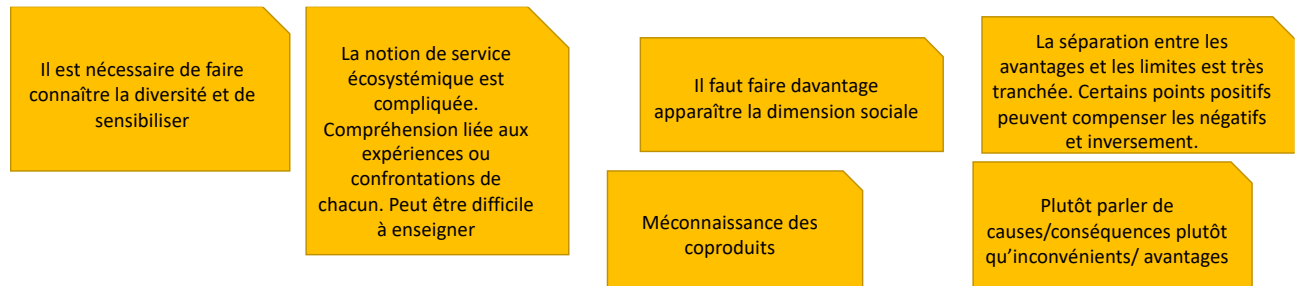 Il est nécessaire de faire
connaître la diversité et de
sensibiliser
La notion de service
écosystémique est
compliquée.
Compréhension liée aux
expériences ou
confrontations de
chacun. Peut être difficile
à enseigner
Il faut faire davantage
apparaître la dimension sociale
Méconnaissance des
coproduits
La séparation entre les
avantages et les limites est très
tranchée. Certains points positifs
peuvent compenser les négatifs
et inversement.
Plutôt parler de
causes/conséquences plutôt
qu’inconvénients/ avantages